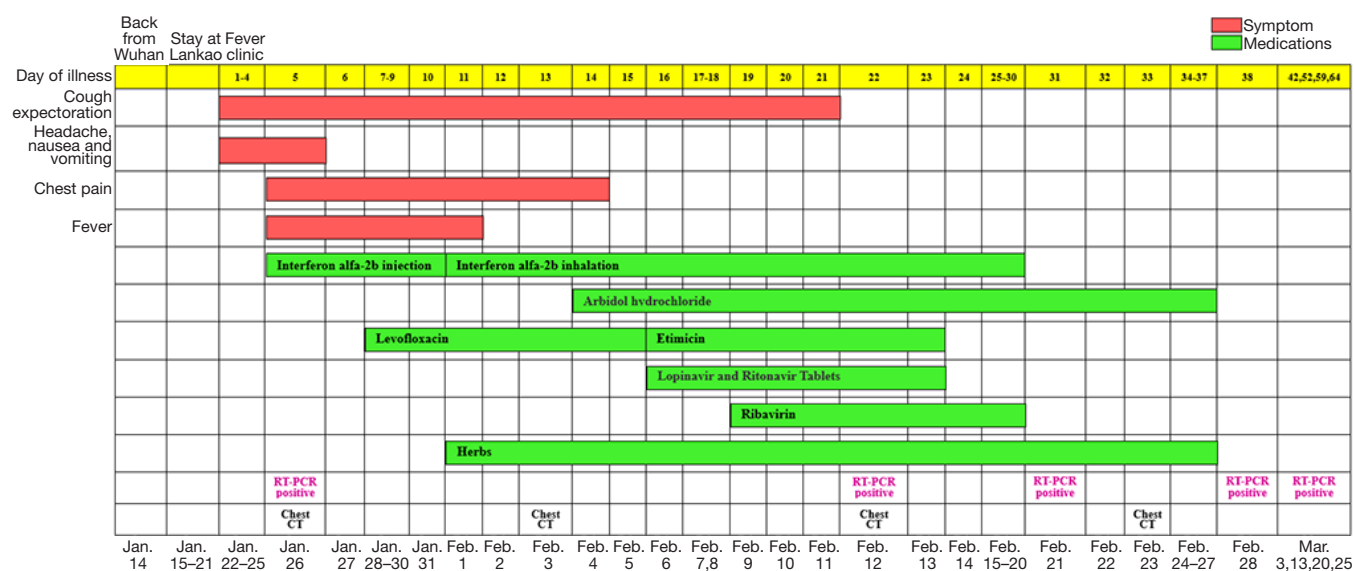 Back
from
Wuhan
Stay at Fever
Lankao clinic
Symptom
Medications
Day of illness 1-4 5 6 7-9 10 11 12 13 14 15 16 17-18 19 20 21 22 23 24 25-30 31 32 33 34-37 38 42,52,59,64
Cough
expectoration
Headache,
nausea and
vomiting
Chest pain
Fever
Interferon alfa-2b injection Interferon alfa-2b inhalation
Arbidol hydrochloride
Levofloxacin Etimicin
Lopinavir and Ritonavir Tablets
Ribavirin
Herbs
RT-PCR RT-PCR RT-PCR RT-PCR RT-PCR
positive positive positive positive positive
Chest Chest Chest Chest
CT CT CT CT
Jan. Jan. Jan. Jan. Jan. Jan. Jan. Feb. Feb. Feb. Feb. Feb. Feb. Feb. Feb. Feb. Feb. Feb. Feb. Feb. Feb. Feb. Feb. Feb. Feb. Feb. Mar.
14 15–21 22–25 26 27 28–30 31 1 2 3 4 5 6 7,8 9 10 11 12 13 14 15–20 21 22 23 24–27 28 3,13,20,25